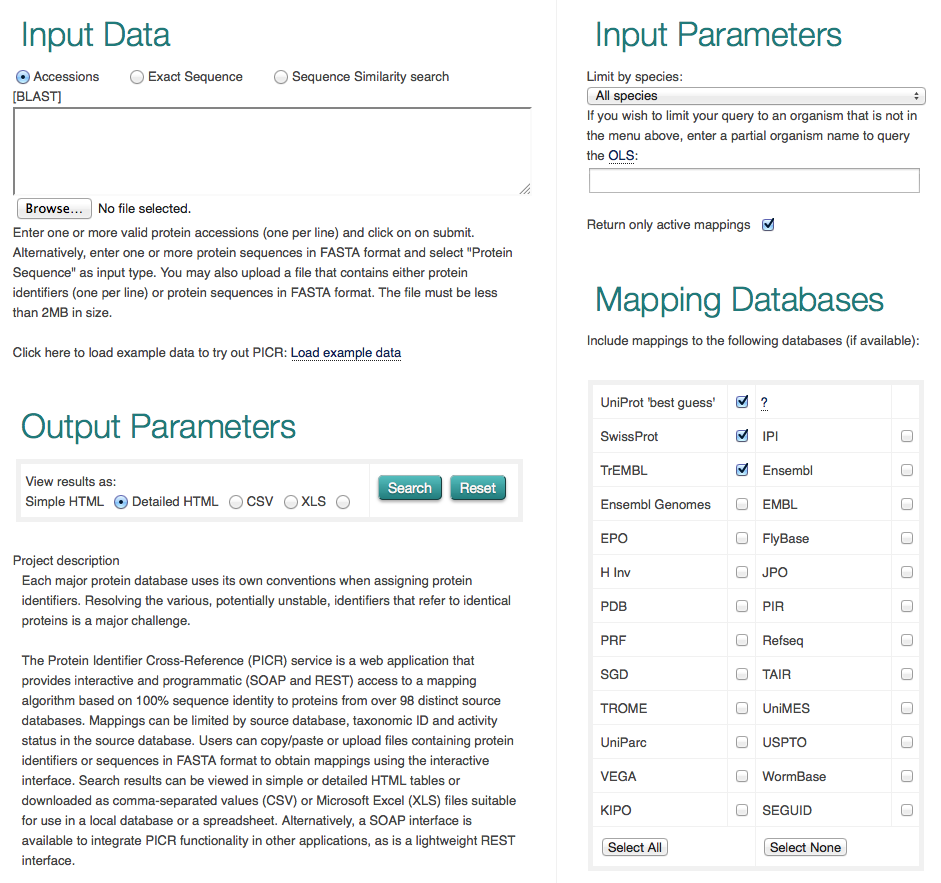 Input Data
Accessions Exact Sequence Sequence Similarity search
[BLAST]
Browse... No file selected.
Enter one or more valid protein accessions (one per line) and click on on submit.
Alternatively, enter one or more protein sequences in FASTA format and select "Protein
Sequence" as input type. You may also upload a file that contains either protein
identifiers (one per line) or protein sequences in FASTA format. The file must be less
than 2MB in size.
Click here to load example data to try out PICR: Load example data
Output Parameters
View results as:
Simple HTML Detailed HTML CSV XLS
Search Reset
Project description
Each major protein database uses its own conventions when assigning protein
identifiers. Resolving the various, potentially unstable, identifiers that refer to identical
proteins is a major challenge.
The Protein Identifier Cross-Reference (PICR) service is a web application that
provides interactive and programmatic (SOAP and REST) access to a mapping
algorithm based on 100% sequence identity to proteins from over 98 distinct source
databases. Mappings can be limited by source database, taxonomic ID and activity
status in the source database. Users can copy/paste or upload files containing protein
identifiers or sequences in FASTA format to obtain mappings using the interactive
interface. Search results can be viewed in simple or detailed HTML tables or
downloaded as comma-separated values (CSV) or Microsoft Excel (XLS) files suitable
for use in a local database or a spreadsheet. Alternatively, a SOAP interface is
available to integrate PICR functionality in other applications, as is a lightweight REST
interface.
Input Parameters
Limit by species:
All species
If you wish to limit your query to an organism that is not in
the menu above, enter a partial organism name to query
the OLS:
Return only active mappings
Mapping Databases
Include mappings to the following databases (if available):
UniProt 'best guess' ?
SwissProt IPI
TrEMBL Ensembl
Ensembl Genomes EMBL
EPO FlyBase
H Inv JPO
PDB PIR
PRF Refseq
SGD TAIR
TROME UniMES
UniParc USPTO
VEGA WormBase
KIPO SEGUID
Select All Select None